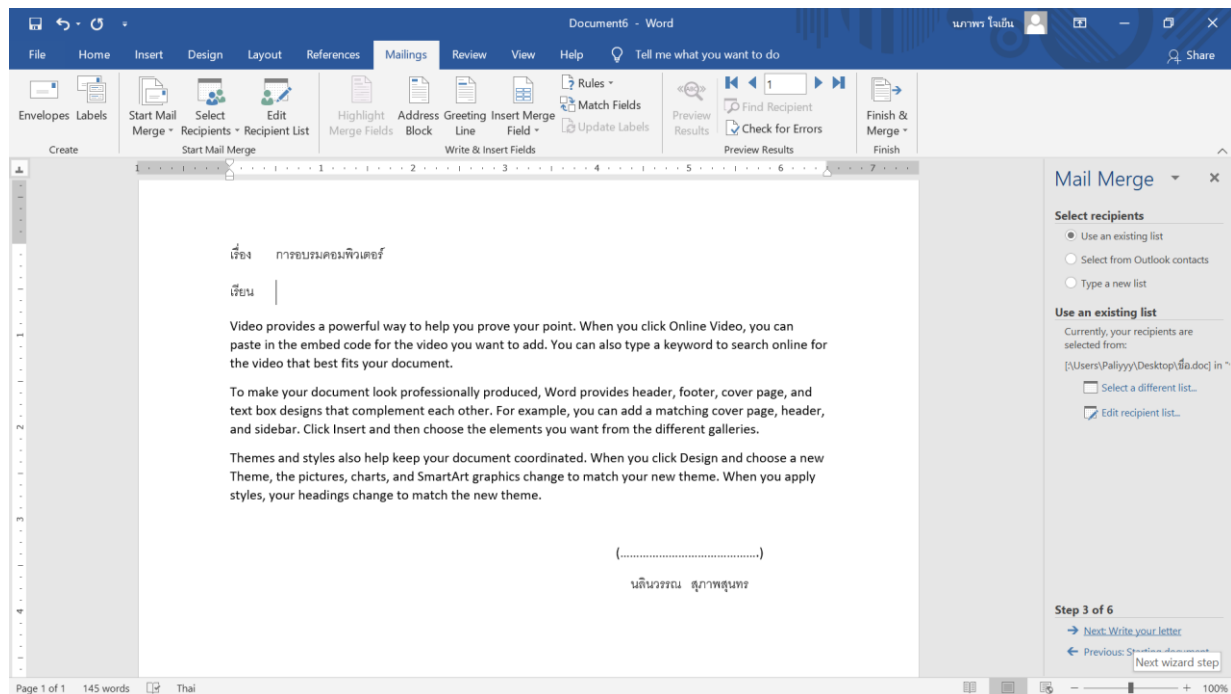 Document6 - Word
นภาพร โจเย็น
File Home Insert Design Layout References Mailings Review View Help Tell me what you want to do Share
Envelopes Labels
Create
Start Mail Merge
Select Recipients
Edit Recipient List
Start Mail Merge
Highlight Merge Fields
Address Block
Greeting Line
Insert Merge Field
Rules
Match Fields
Update Labels
Write & Insert Fields
Preview Results
1
Find Recipient
Check for Errors
Preview Results
Finish & Merge
Finish
1 1 2 3 4 5 6 7
เรื่อง การอบรมคอมพิวเตอร์
เรียน
Video provides a powerful way to help you prove your point. When you click Online Video, you can
paste in the embed code for the video you want to add. You can also type a keyword to search online for
the video that best fits your document.
To make your document look professionally produced, Word provides header, footer, cover page, and
text box designs that complement each other. For example, you can add a matching cover page, header,
and sidebar. Click Insert and then choose the elements you want from the different galleries.
Themes and styles also help keep your document coordinated. When you click Design and choose a new
Theme, the pictures, charts, and SmartArt graphics change to match your new theme. When you apply
styles, your headings change to match the new theme.
(..........................................)
นลินวรรณ สุภาพสุนทร
Mail Merge
Select recipients
Use an existing list
Select from Outlook contacts
Type a new list
Use an existing list
Currently, your recipients are
selected from:
[:\Users\Paliyyy\Desktop\ชื่อ.doc] in "
Select a different list...
Edit recipient list...
Step 3 of 6
Next: Write your letter
Previous: Starting document
Next wizard step
Page 1 of 1 145 words Thai
100%